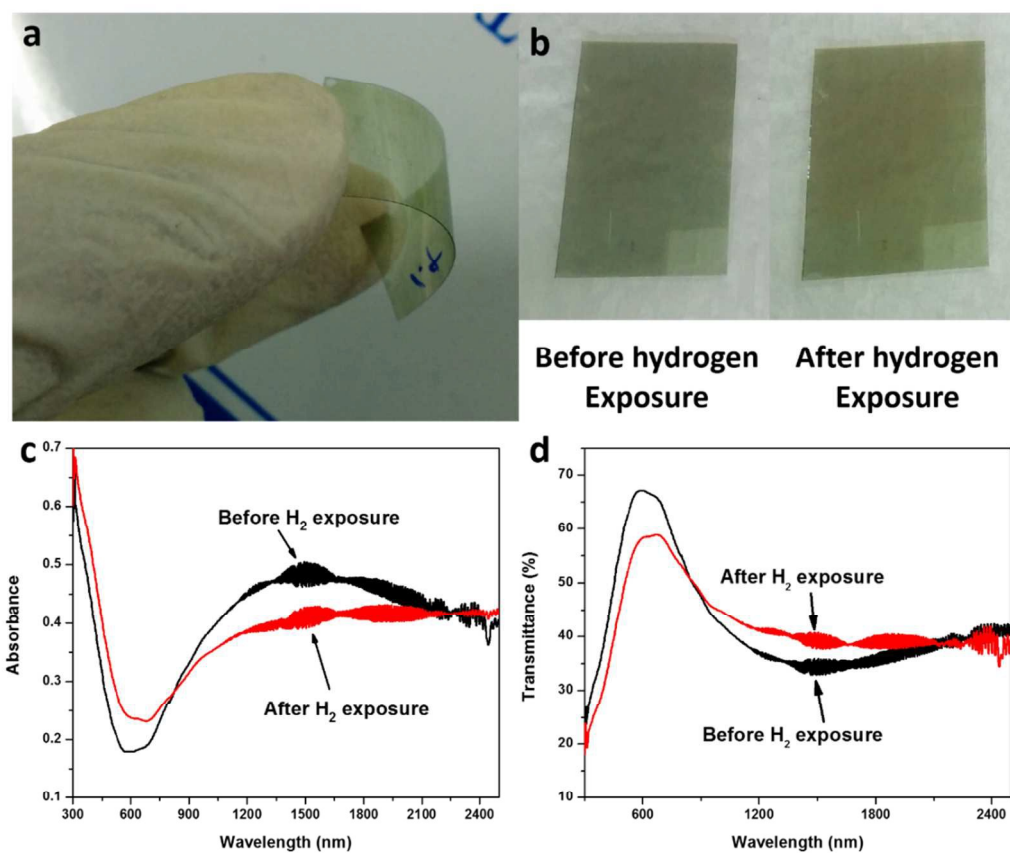 a
b
Before hydrogen
Exposure
After hydrogen
Exposure
c
0.7
0.6
0.5
0.4
0.3
0.2
0.1
Absorbance
Before H₂ exposure
After H₂ exposure
300 600 900 1200 1500 1800 2100 2400
Wavelength (nm)
d
70
60
50
40
30
20
10
Transmittance (%)
After H₂ exposure
Before H₂ exposure
600 1200 1800 2400
Wavelength (nm)